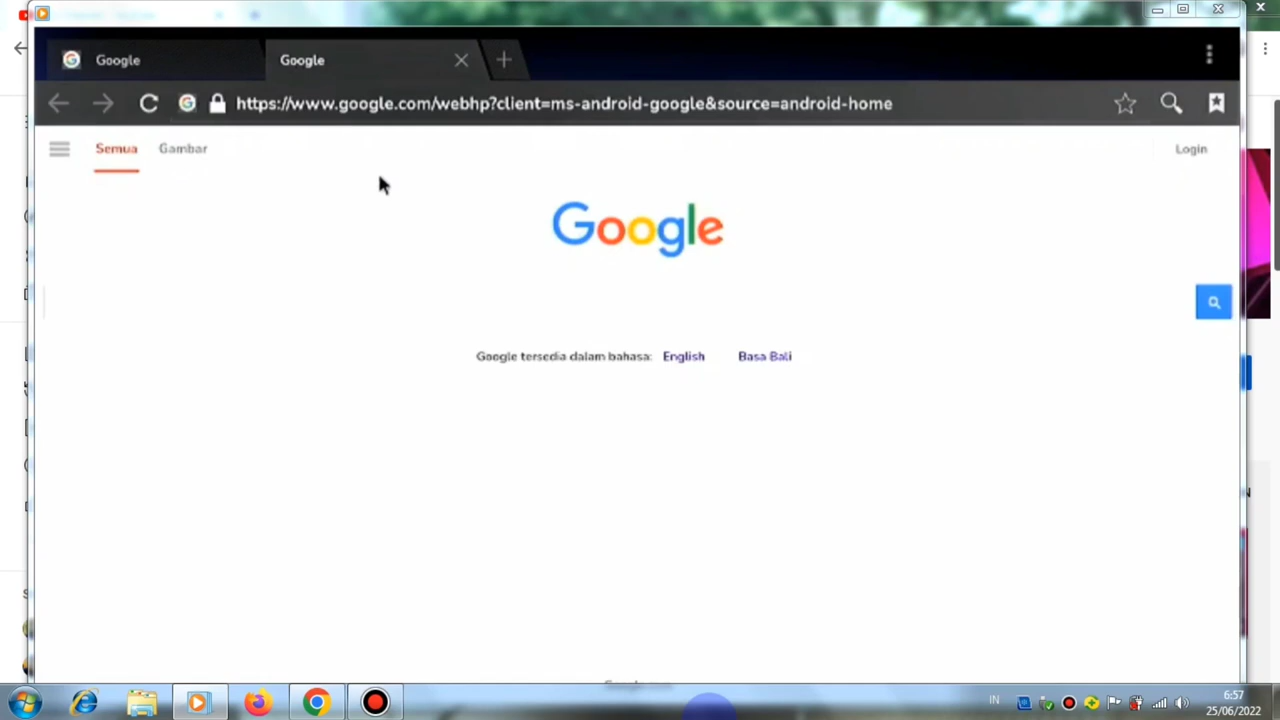 Google
Google
https://www.google.com/webhp?client=ms-android-google&source=android-home
Semua
Gambar
Login
Google
Google tersedia dalam bahasa: English Basa Bali
IN
6:57
25/06/2022